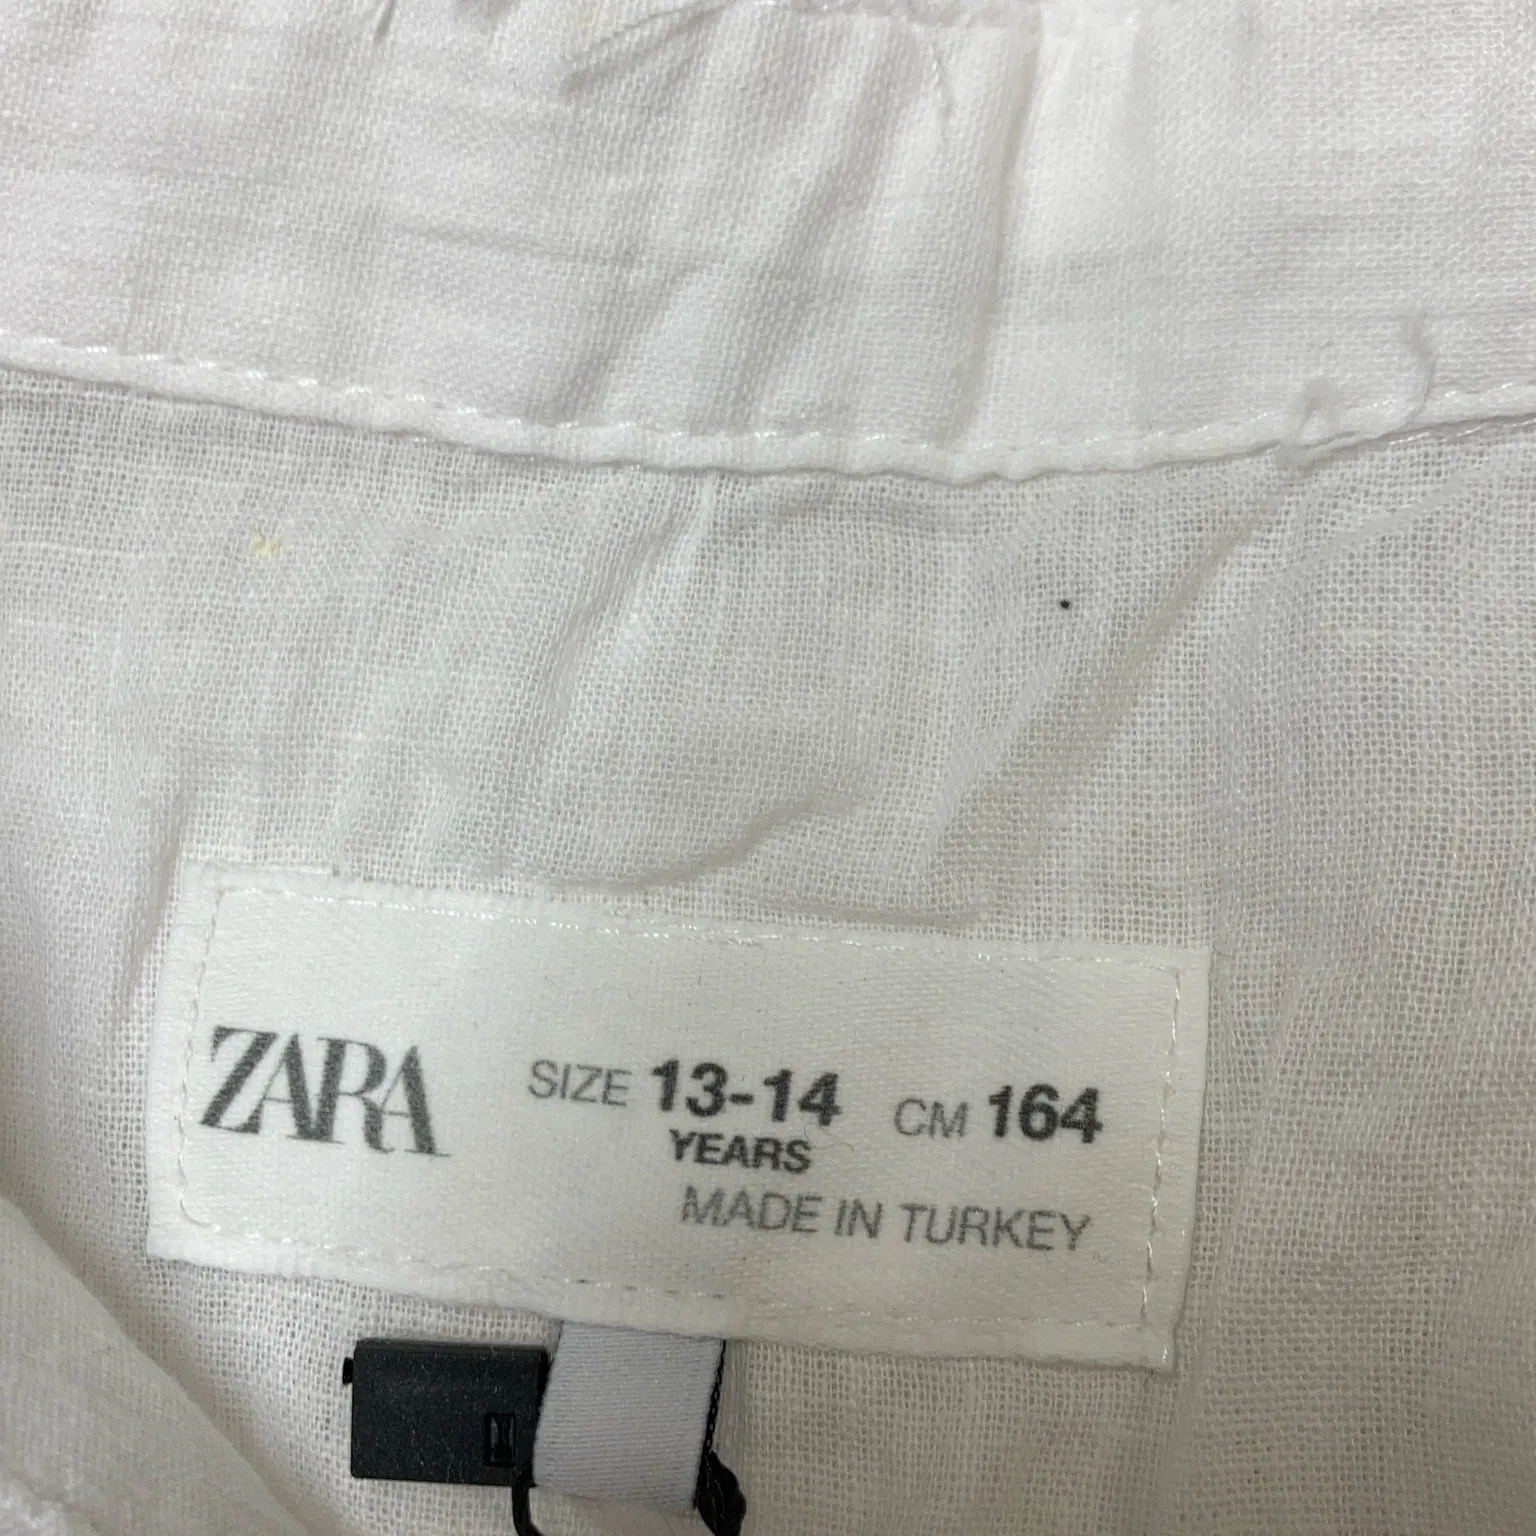 ZARA
SIZE 13-14 CM 164
YEARS
MADE IN TURKEY